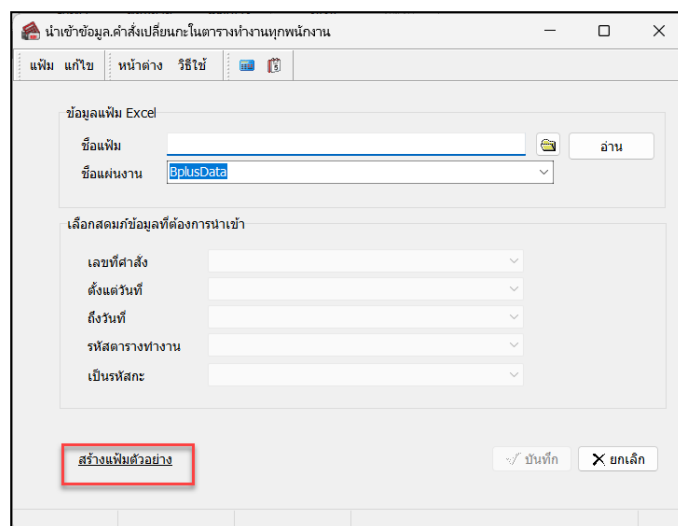 นำเข้าข้อมูล.คำสั่งเปลี่ยนกะในตารางทำงานทุกพนักงาน
แฟ้ม แก้ไข หน้าต่าง วิธีใช้
ข้อมูลแฟ้ม Excel
ชื่อแฟ้ม อ่าน
ชื่อแผ่นงาน BplusData
เลือกสดมภ์ข้อมูลที่ต้องการนำเข้า
เลขที่คำสั่ง
ตั้งแต่วันที่
ถึงวันที่
รหัสตารางทำงาน
เป็นรหัสกะ
สร้างแฟ้มตัวอย่าง บันทึก ยกเลิก